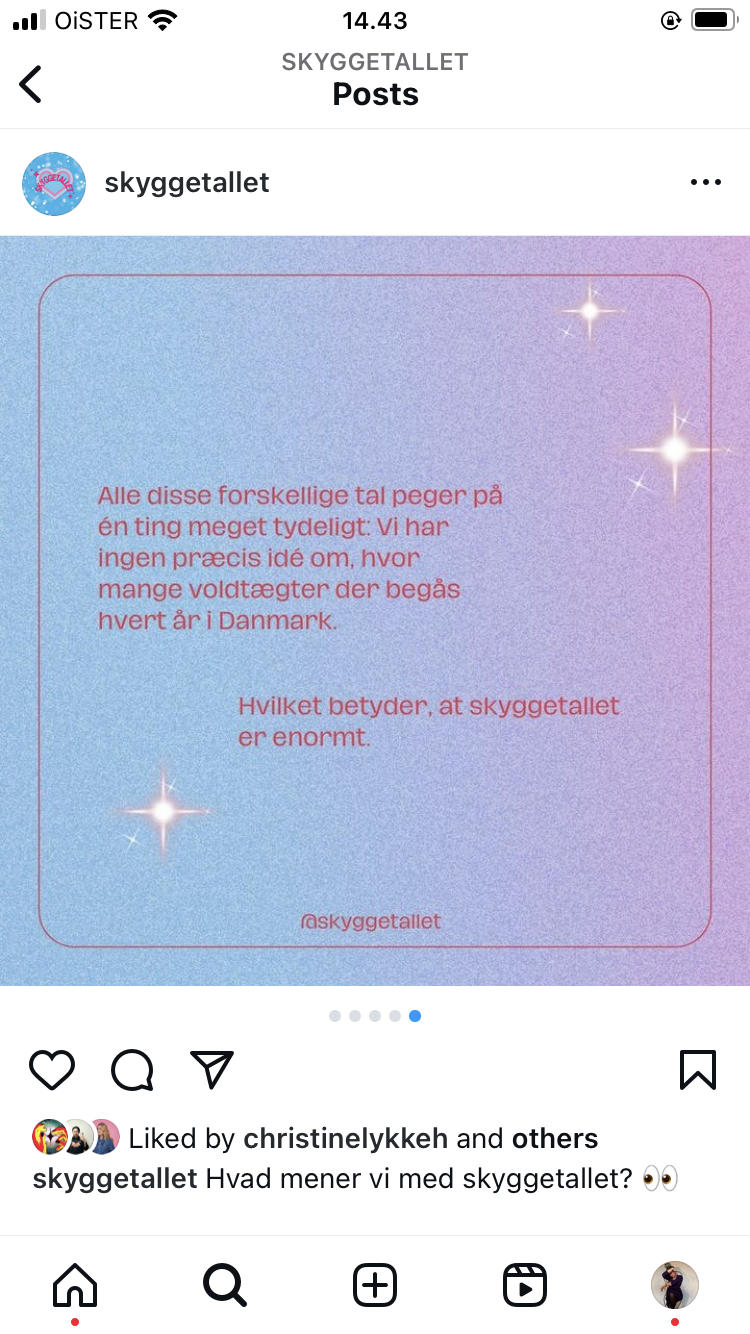 OiSTER
14.43
SKYGGETALLET
Posts
SKYGGETALLET
skyggetallet
Alle disse forskellige tal peger på
én ting meget tydeligt: Vi har
ingen præcis idé om, hvor
mange voldtægter der begås
hvert år i Danmark.
Hvilket betyder, at skyggetallet
er enormt.
@skyggetallet
Liked by christinelykkeh and others
skyggetallet Hvad mener vi med skyggetallet? 👀